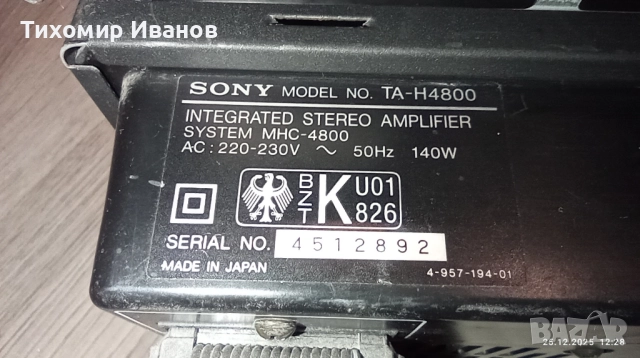 Тихомир Иванов
SONY MODEL NO. TA-H4800
INTEGRATED STEREO AMPLIFIER
SYSTEM MHC-4800
AC: 220-230V ~ 50Hz 140W
BZT K U01 826
SERIAL NO. 4512892
MADE IN JAPAN 4-957-194-01
25.12.2025 12:28